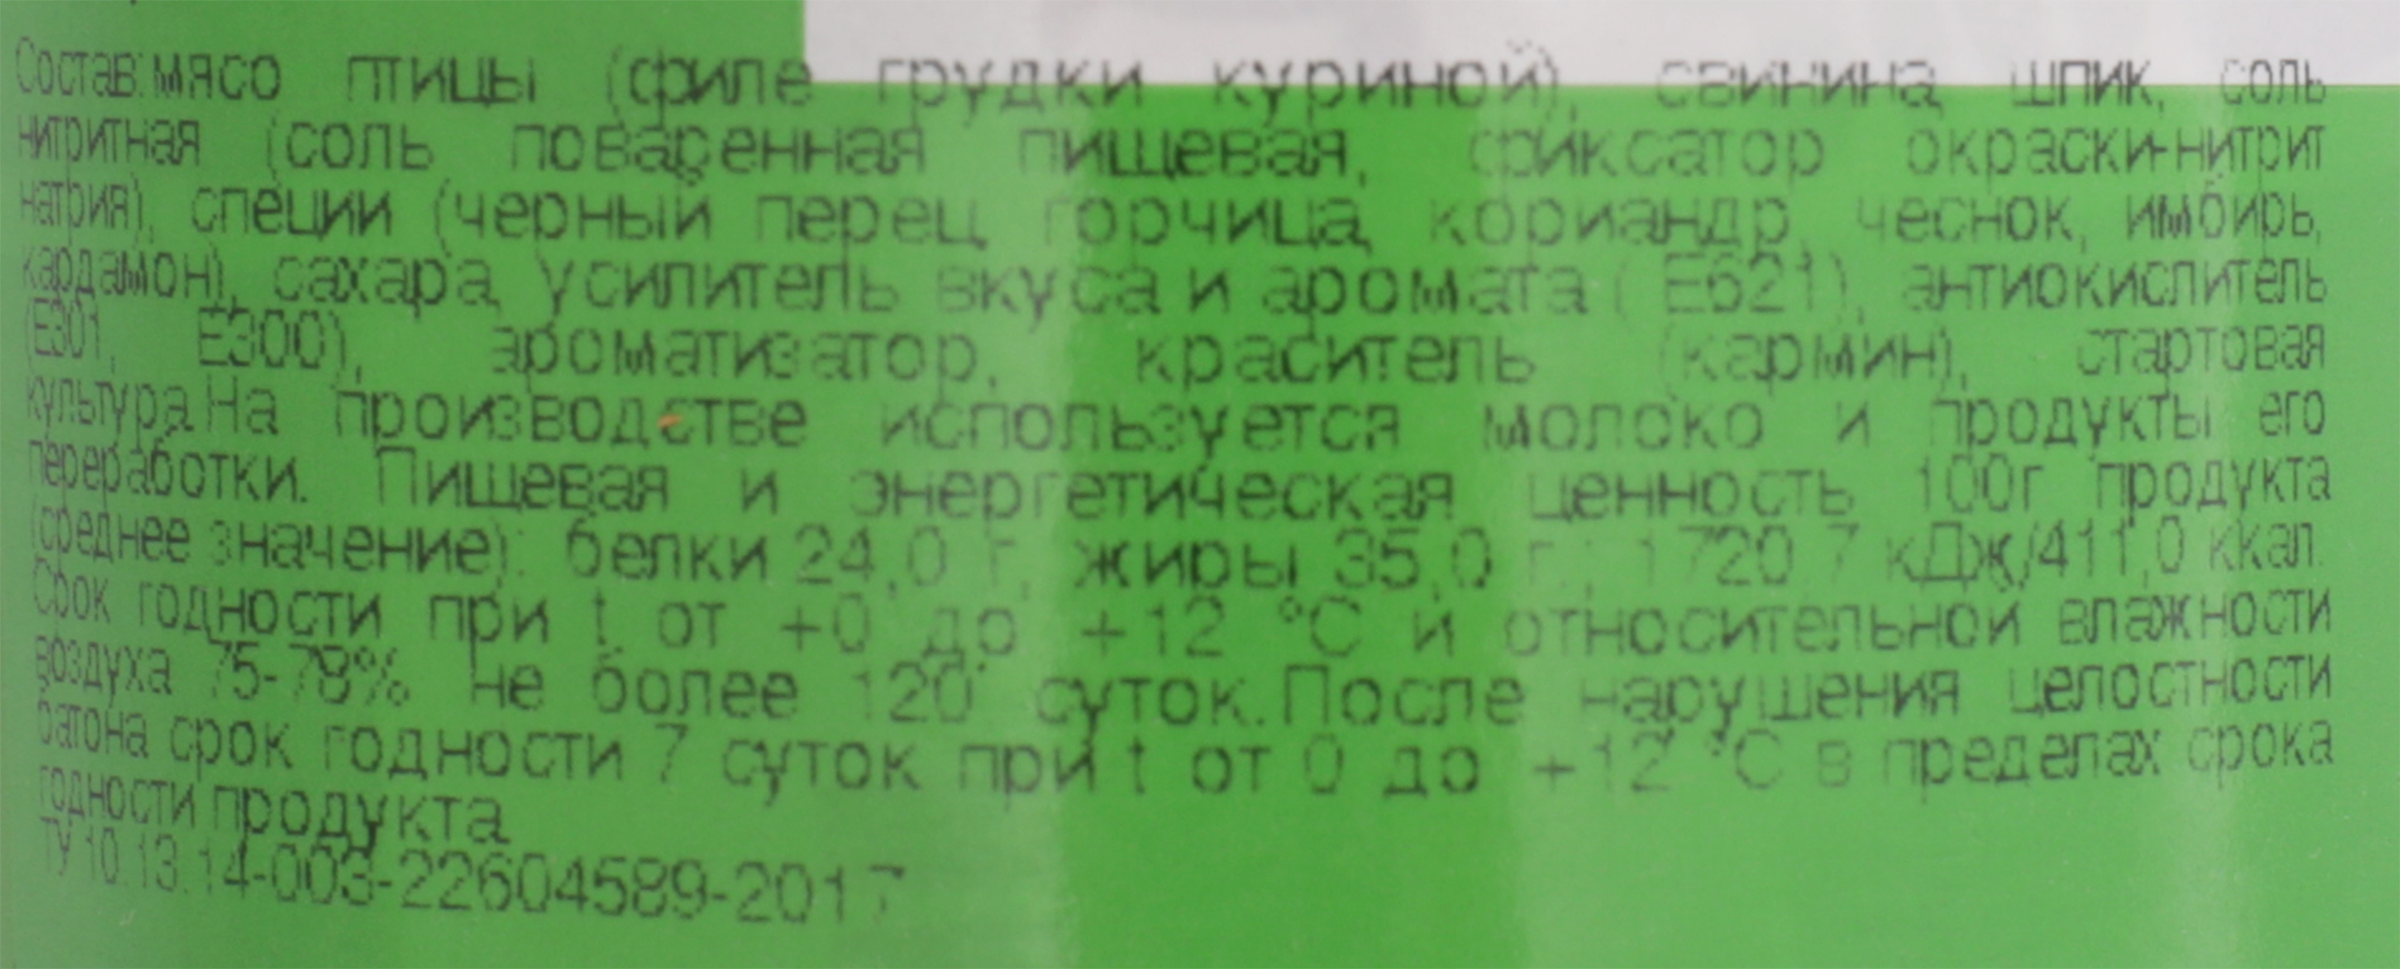 Состав:мясо птицы (филе грудки куриной), свинина, шпик, соль
нитритная (соль поваренная пищевая, фиксатор окраски-нитрит
натрия), специи (черный перец, горчица, кориандр, чеснок, имбирь,
кардамон), сахара, усилитель вкуса и аромата (Е621), антиокислитель
(Е301, Е300), ароматизатор, краситель (кармин), стартовая
культура.На производстве используется молоко и продукты его
переработки. Пищевая и энергетическая ценность 100г продукта
(среднее значение): белки 24,0 г, жиры 35,0 г.; 1720,7 кДж/411,0 ккал.
Срок годности при t от +0 до +12 °С и относительной влажности
воздуха 75-78% не более 120 суток.После нарушения целостности
батона срок годности 7 суток при t от 0 до +12 °С в пределах срока
годности продукта.
ТУ 10.13.14-003-22604589-2017